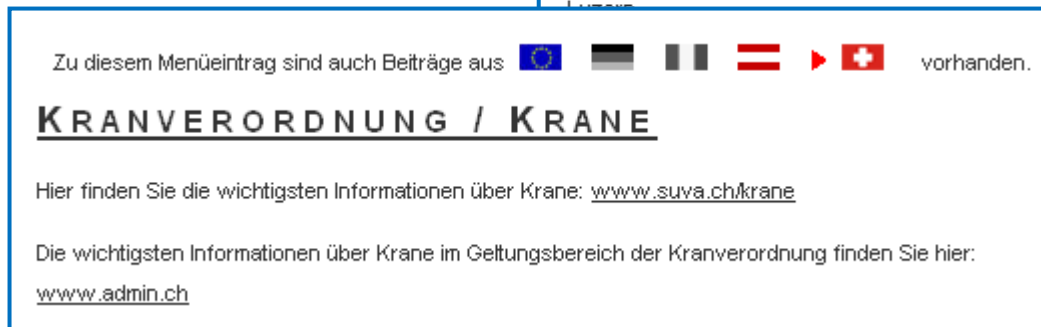 Zu diesem Menüeintrag sind auch Beiträge aus vorhanden.
KRANVERORDNUNG / KRANE
Hier finden Sie die wichtigsten Informationen über Krane: www.suva.ch/krane
Die wichtigsten Informationen über Krane im Geltungsbereich der Kranverordnung finden Sie hier:
www.admin.ch